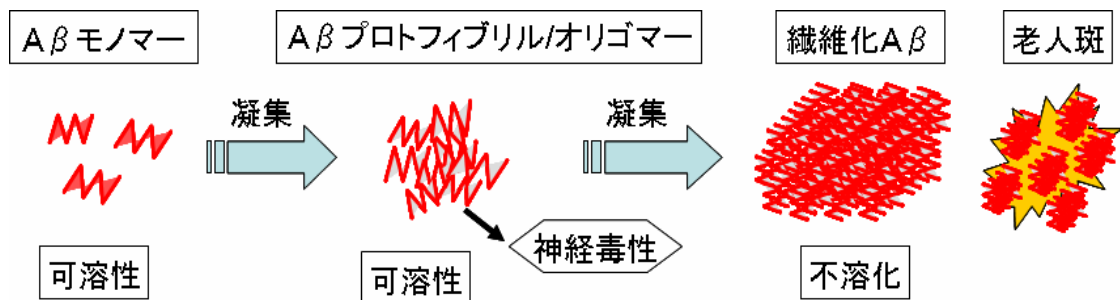 Aβモノマー
Aβプロトフィブリル/オリゴマー
繊維化Aβ
老人斑
凝集
凝集
神経毒性
可溶性
可溶性
不溶化